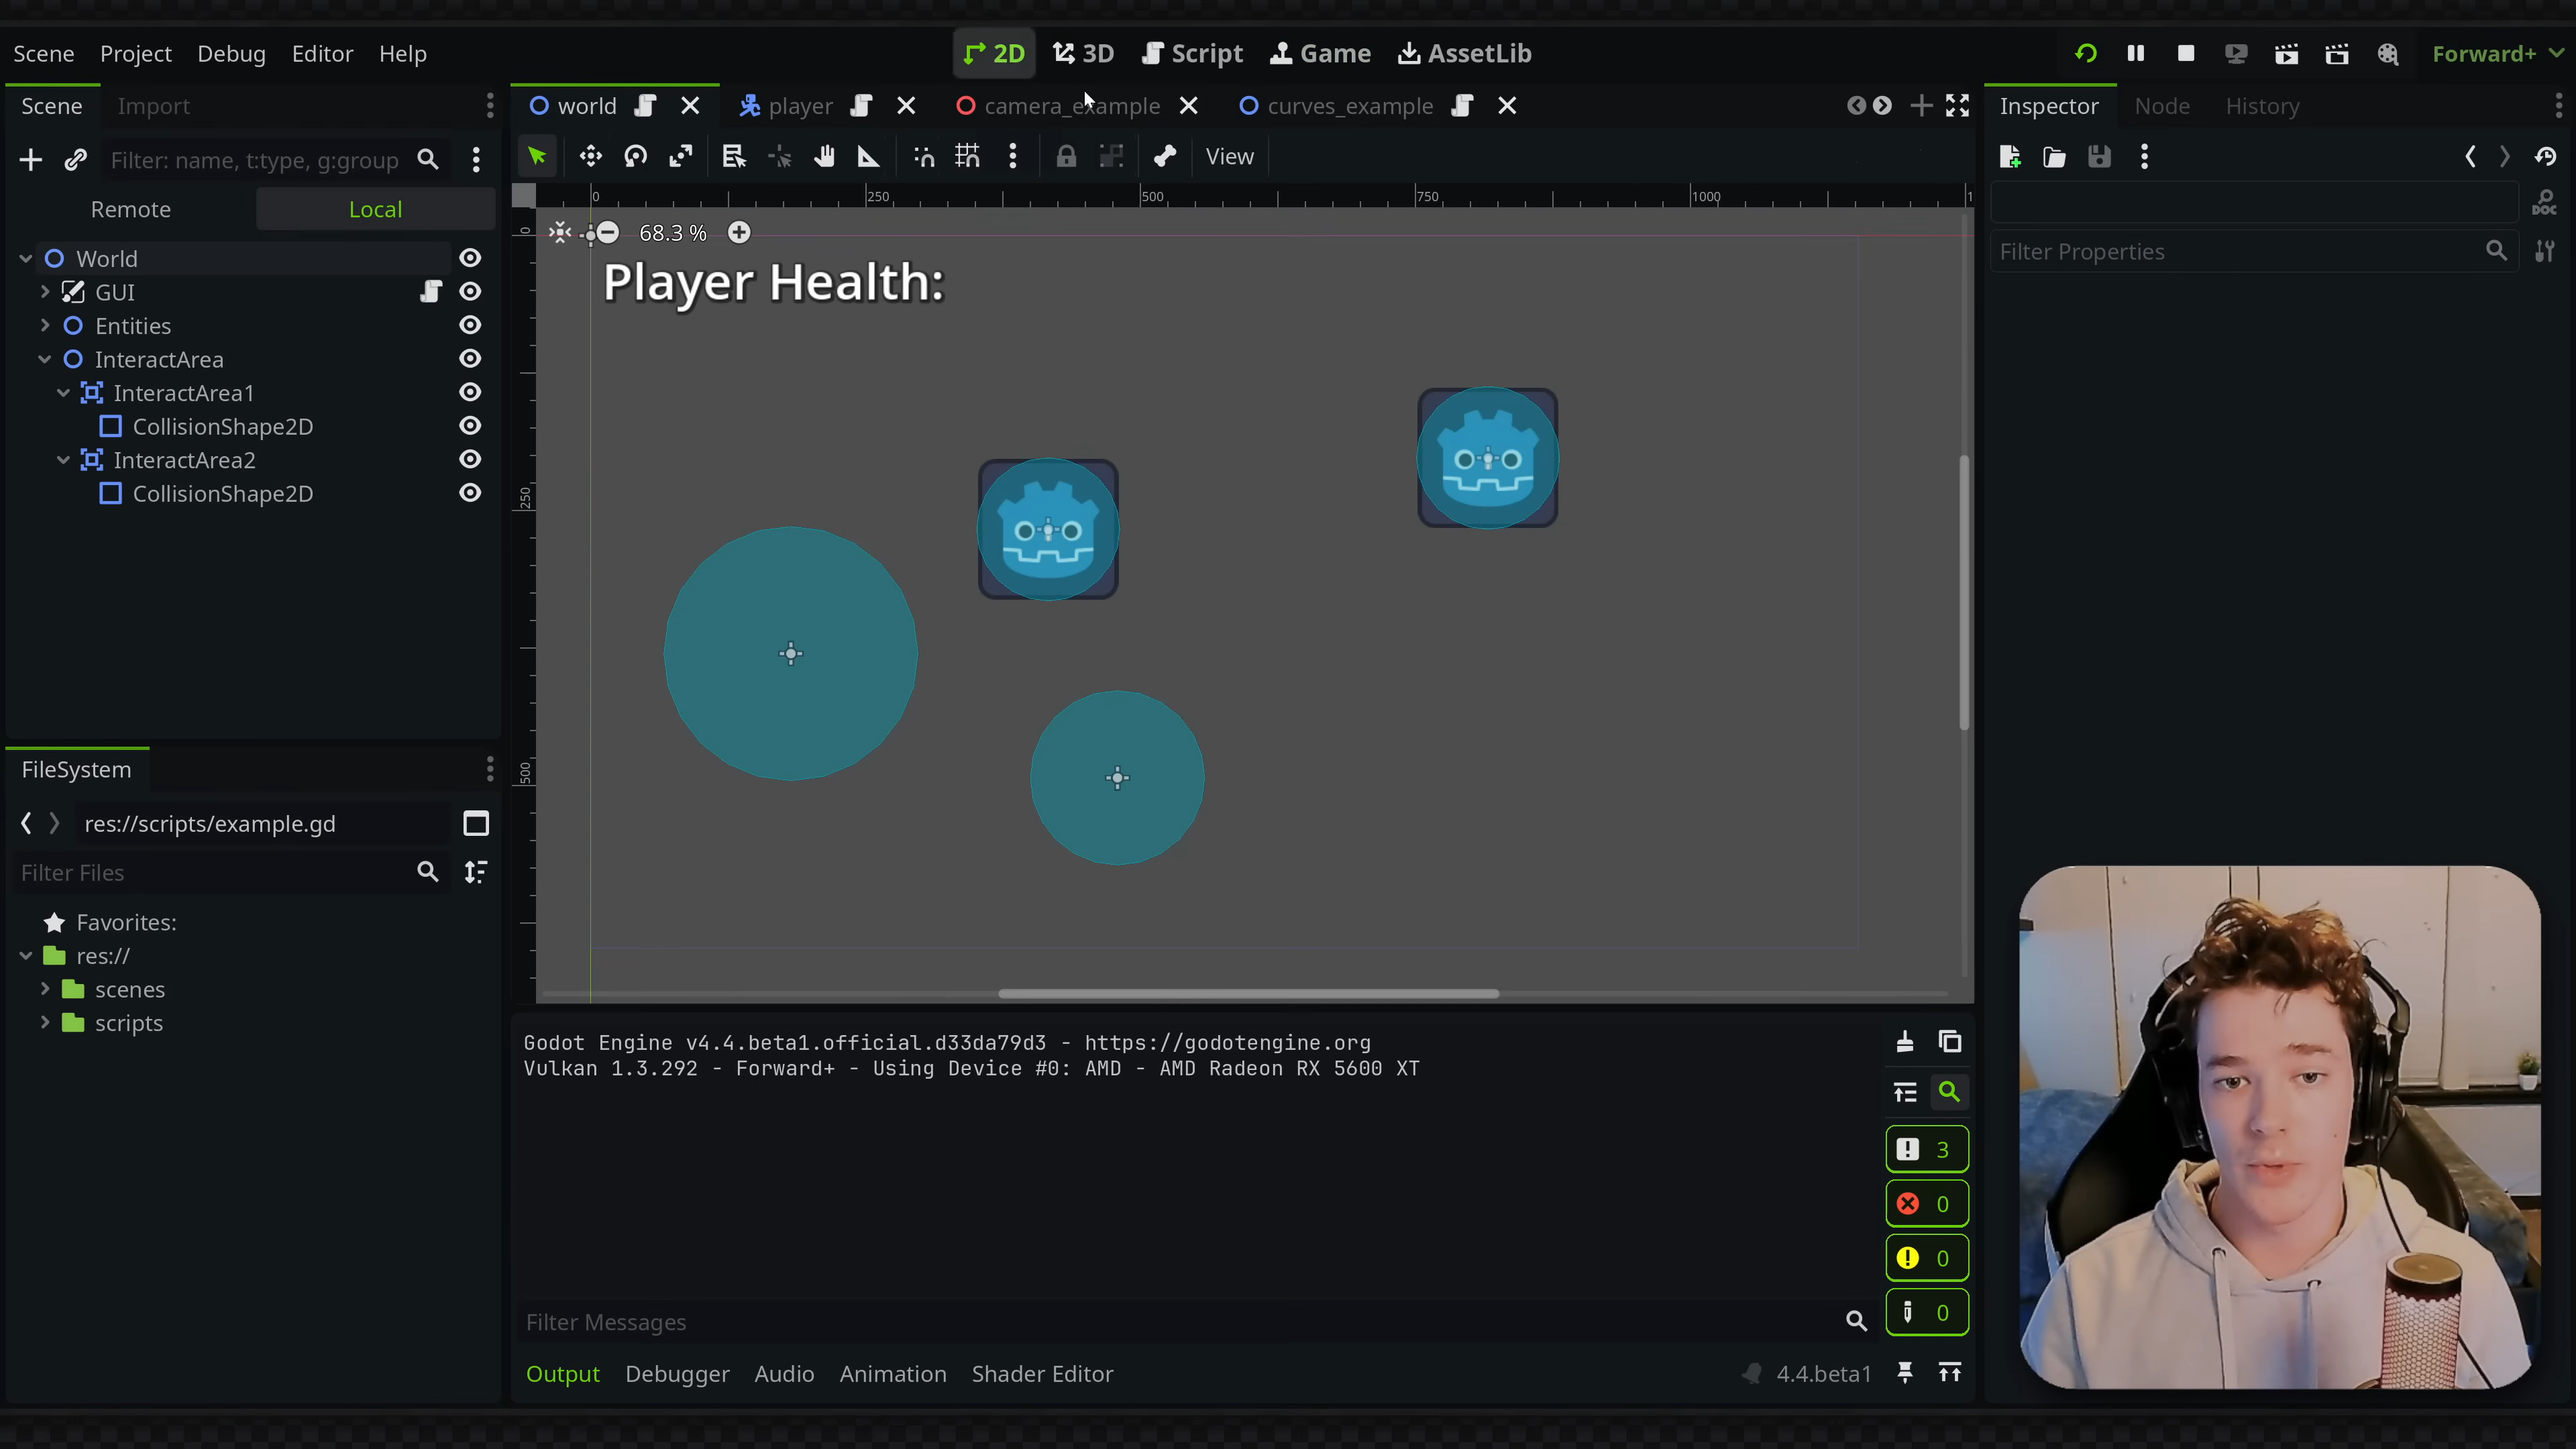 Scene Project Debug Editor Help
2D 3D Script Game AssetLib
Forward+
Scene Import
Filter: name, t:type, g:group
Remote Local
World
GUI
Entities
InteractArea
InteractArea1
CollisionShape2D
InteractArea2
CollisionShape2D
FileSystem
res://scripts/example.gd
Filter Files
Favorites:
res://
scenes
scripts
world player camera_example curves_example
View
0 250 500 750 1000 1
0
250
500
68.3 %
Player Health:
Godot Engine v4.4.beta1.official.d33da79d3 - https://godotengine.org
Vulkan 1.3.292 - Forward+ - Using Device #0: AMD - AMD Radeon RX 5600 XT
3
0
0
0
Filter Messages
Output Debugger Audio Animation Shader Editor
4.4.beta1
Inspector Node History
DOC
Filter Properties